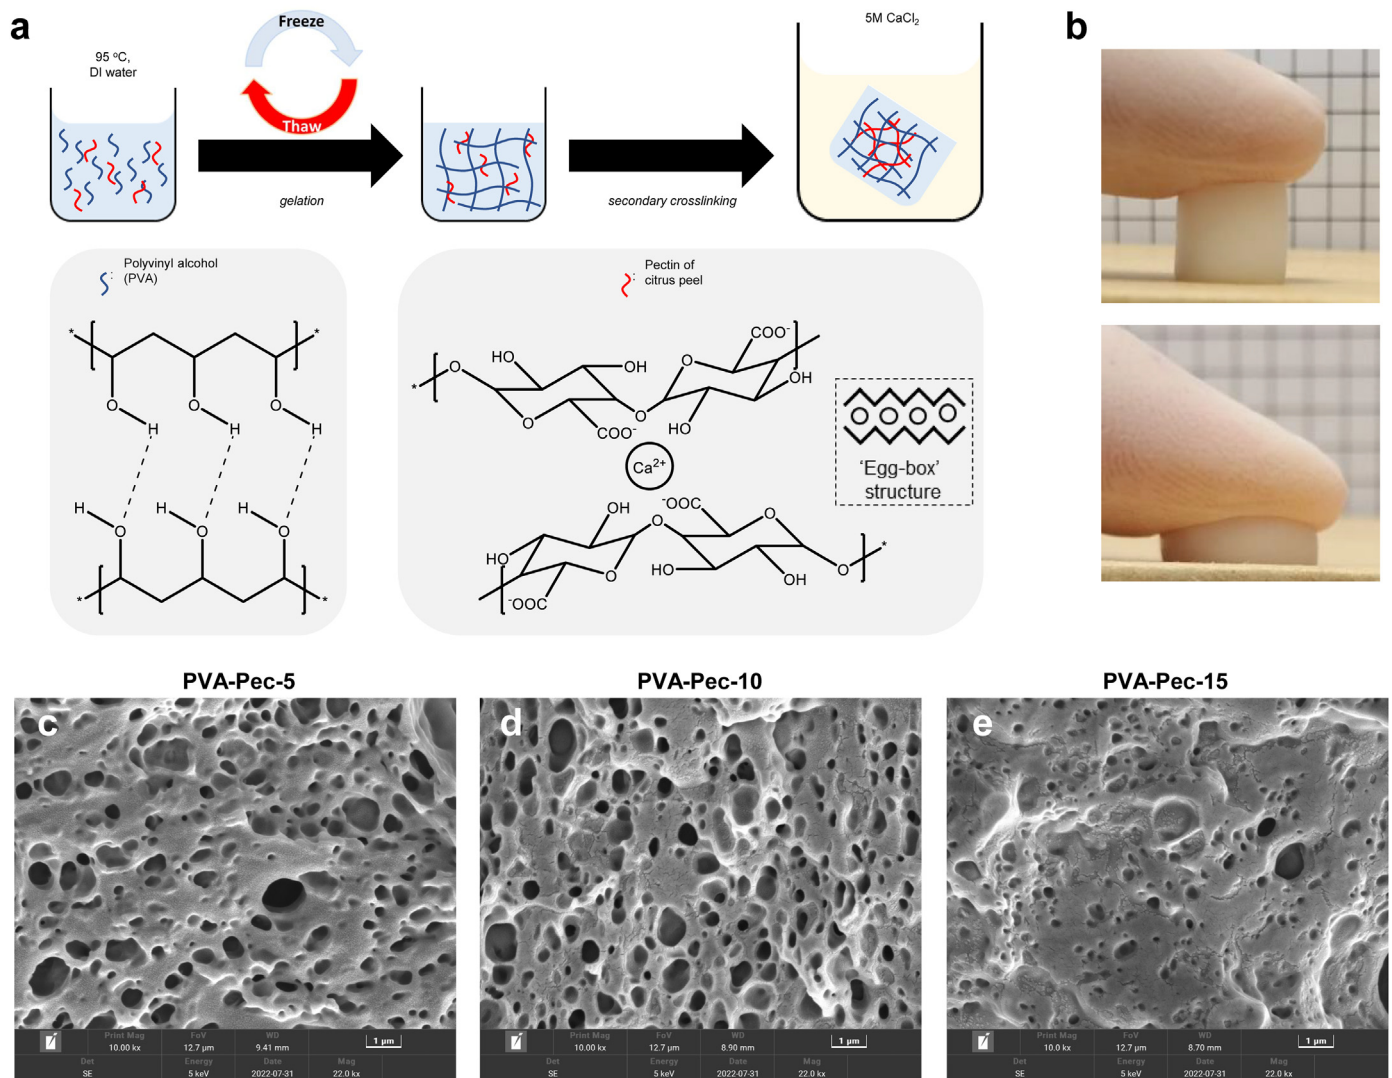 a
95 ºC,
DI water
Freeze
Thaw
gelation
secondary crosslinking
5M CaCl₂
b
Polyvinyl alcohol
(PVA)
:
*
*
O
O
O
H
H
H
H
H
H
O
O
O
*
*
Pectin of
citrus peel
:
*
O
HO
OH
O
COO⁻
O
O
COO⁻
OH
HO
Ca²⁺
OH
O
⁻OOC
O
HO
O
⁻OOC
HO
OH
O
*
'Egg-box'
structure
PVA-Pec-5
PVA-Pec-10
PVA-Pec-15
c
Print Mag FoV WD
10.00 kx 12.7 µm 9.41 mm 1 µm
Det Energy Date Mag
SE 5 keV 2022-07-31 22.0 kx
d
Print Mag FoV WD
10.00 kx 12.7 µm 8.90 mm 1 µm
Det Energy Date Mag
SE 5 keV 2022-07-31 22.0 kx
e
Print Mag FoV WD
10.0 kx 12.7 µm 8.70 mm 1 µm
Det Energy Date Mag
SE 5 keV 2022-07-31 22.0 kx